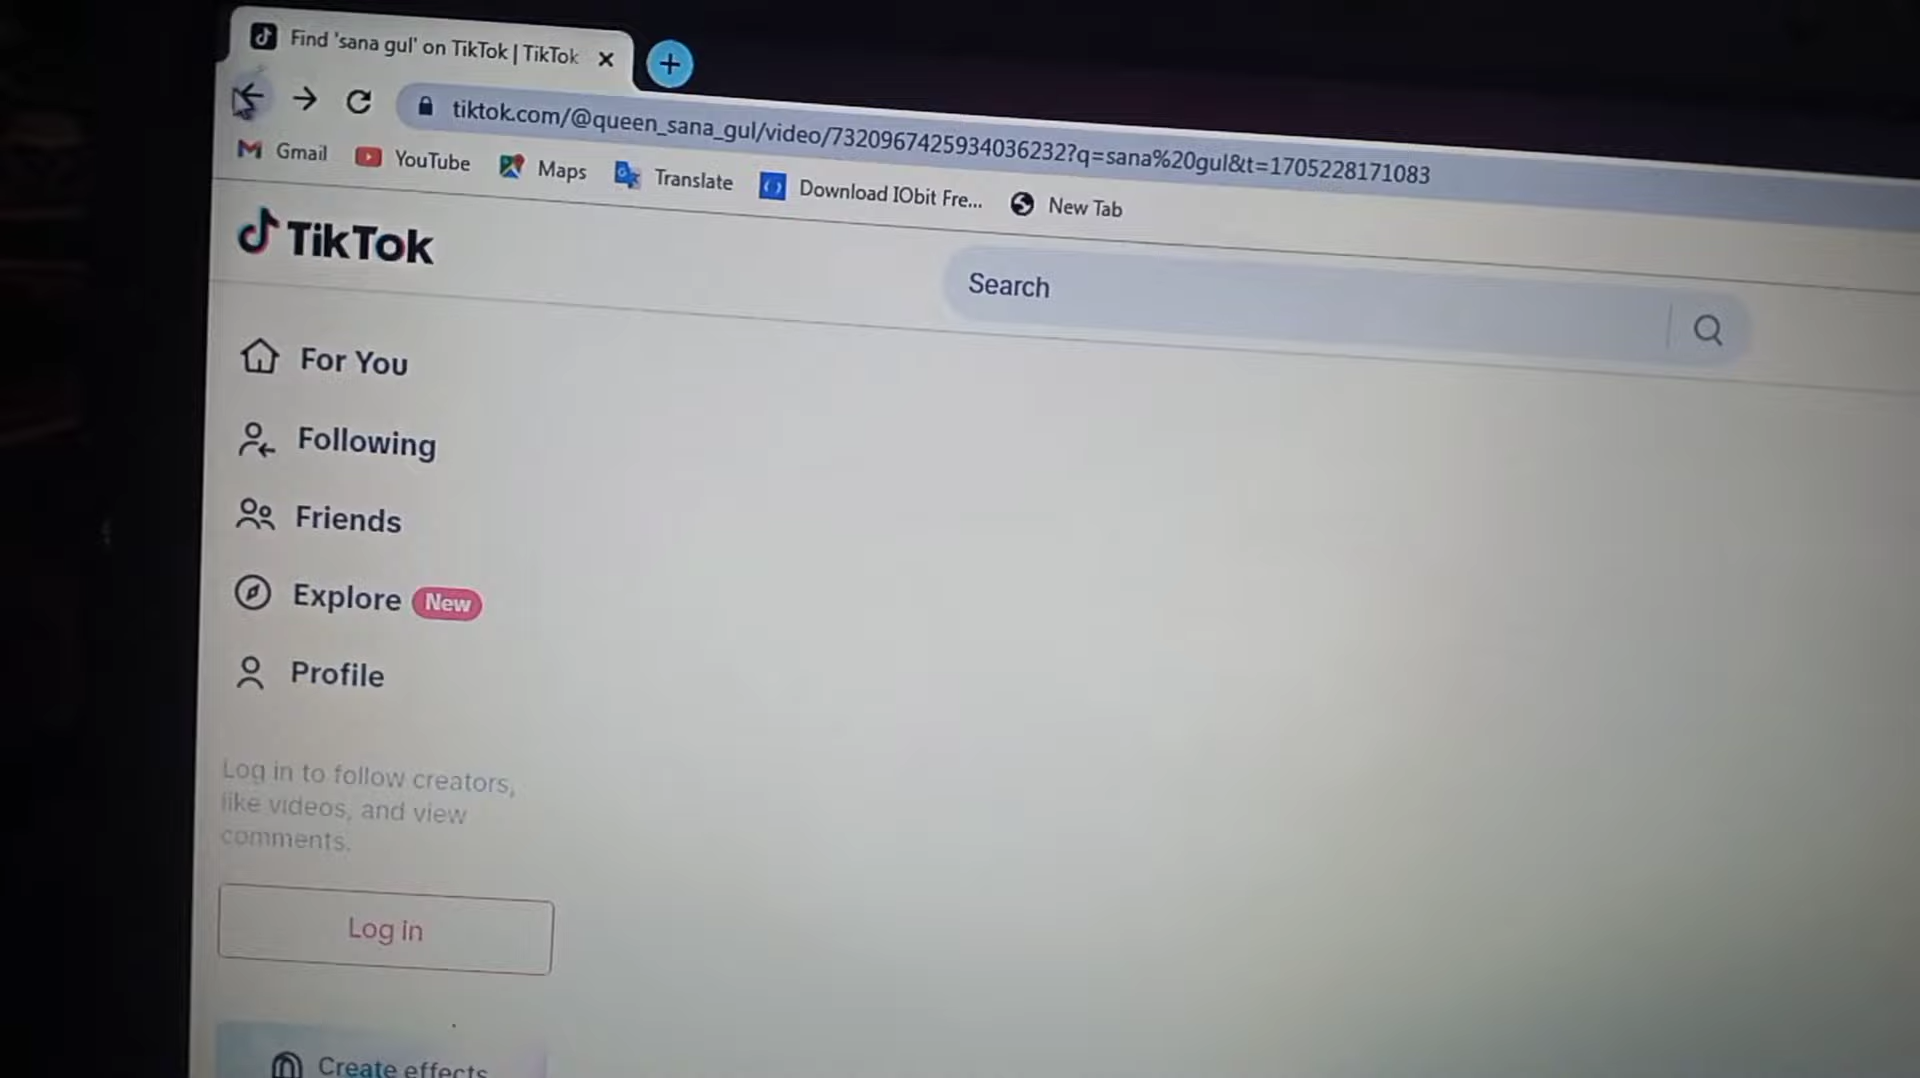 Find 'sana gul' on TikTok | TikTok
tiktok.com/@queen_sana_gul/video/7320967425934036232?q=sana%20gul&t=1705228171083
Gmail YouTube Maps Translate Download IObit Fre... New Tab
TikTok
Search
For You
Following
Friends
Explore New
Profile
Log in to follow creators,
like videos, and view
comments.
Log in
Create effects